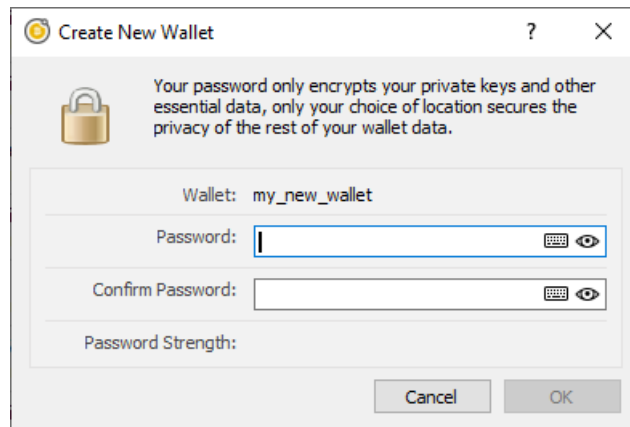 Create New Wallet
Your password only encrypts your private keys and other
essential data, only your choice of location secures the
privacy of the rest of your wallet data.
Wallet: my_new_wallet
Password:
Confirm Password:
Password Strength:
Cancel OK